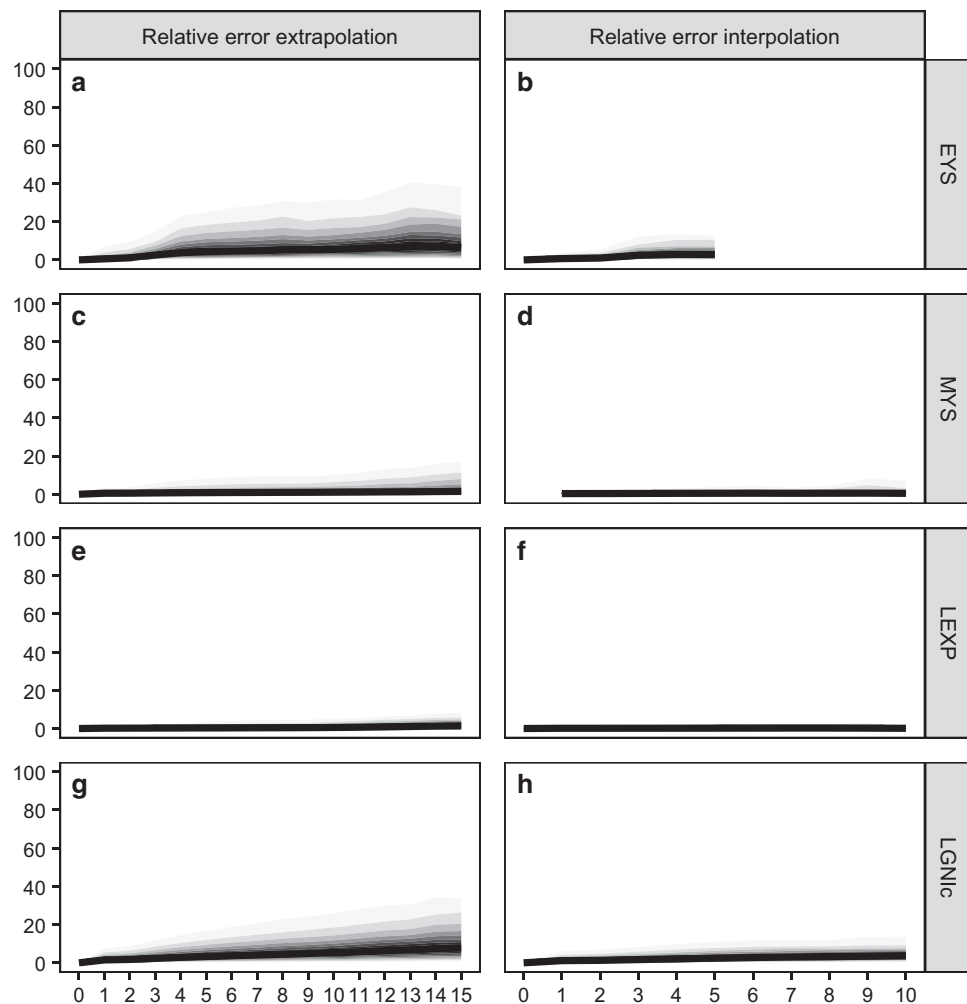 Relative error extrapolation
Relative error interpolation
a
b
100
80
60
40
20
0
EYS
c
d
100
80
60
40
20
0
MYS
e
f
100
80
60
40
20
0
LEXP
g
h
100
80
60
40
20
0
LGNIc
0 1 2 3 4 5 6 7 8 9 10 11 12 13 14 15
0 1 2 3 4 5 6 7 8 9 10